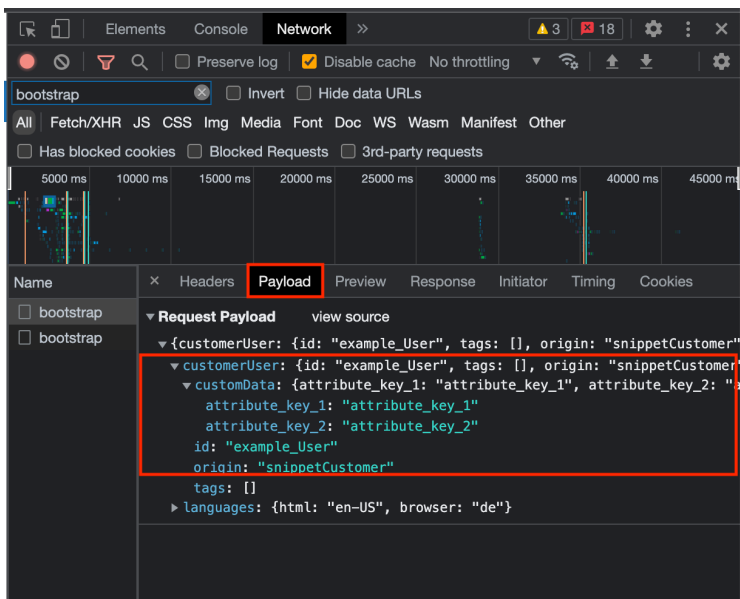 Elements Console Network » 3 18
Preserve log Disable cache No throttling
bootstrap Invert Hide data URLs
All Fetch/XHR JS CSS Img Media Font Doc WS Wasm Manifest Other
Has blocked cookies Blocked Requests 3rd-party requests
5000 ms 10000 ms 15000 ms 20000 ms 25000 ms 30000 ms 35000 ms 40000 ms 45000 ms
Name × Headers Payload Preview Response Initiator Timing Cookies
bootstrap
bootstrap
Request Payload view source
{customerUser: {id: "example_User", tags: [], origin: "snippetCustomer"
customerUser: {id: "example_User", tags: [], origin: "snippetCustomer"
customData: {attribute_key_1: "attribute_key_1", attribute_key_2: "a
attribute_key_1: "attribute_key_1"
attribute_key_2: "attribute_key_2"
id: "example_User"
origin: "snippetCustomer"
tags: []
languages: {html: "en-US", browser: "de"}